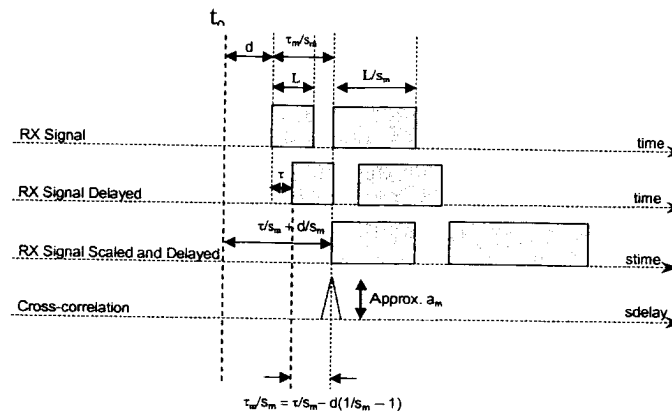 t₀
d
τₘ/sₘ
L
L/sₘ
RX Signal
time
τ
RX Signal Delayed
time
τ/sₘ + d/sₘ
RX Signal Scaled and Delayed
stime
Approx. aₘ
Cross-correlation
sdelay
τₘ/sₘ = τ/sₘ – d(1/sₘ – 1)